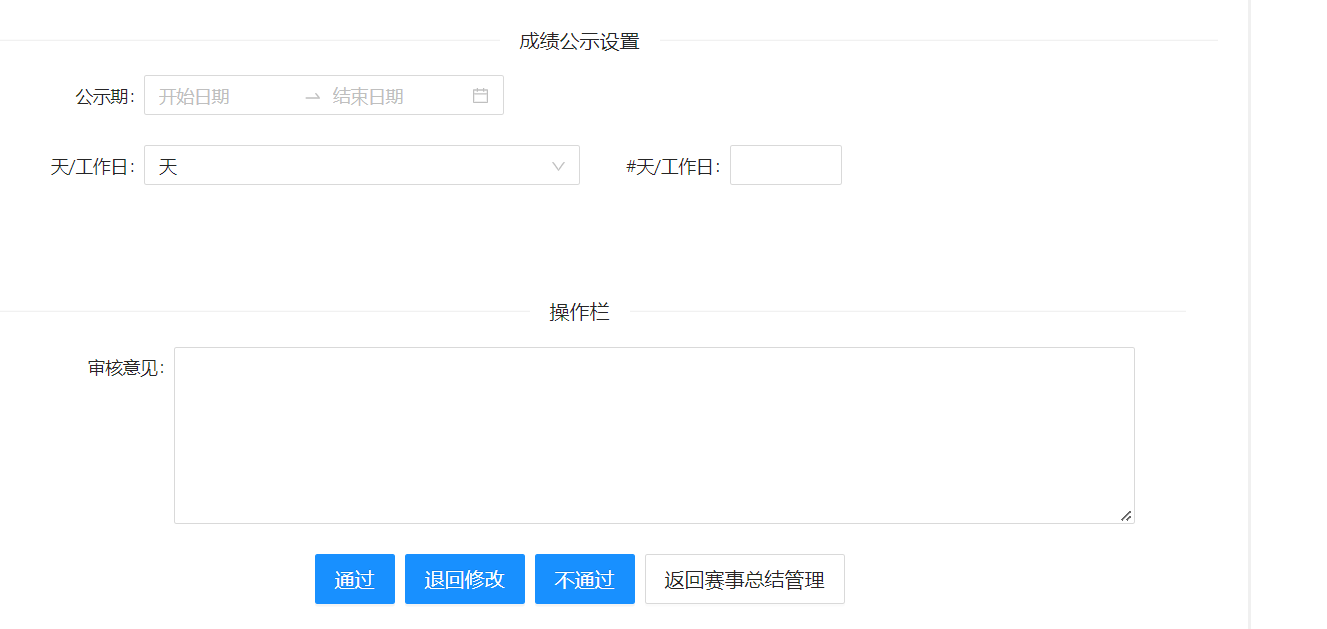 成绩公示设置
公示期: 开始日期 → 结束日期
天/工作日: 天 #天/工作日:
操作栏
审核意见:
通过 退回修改 不通过 返回赛事总结管理